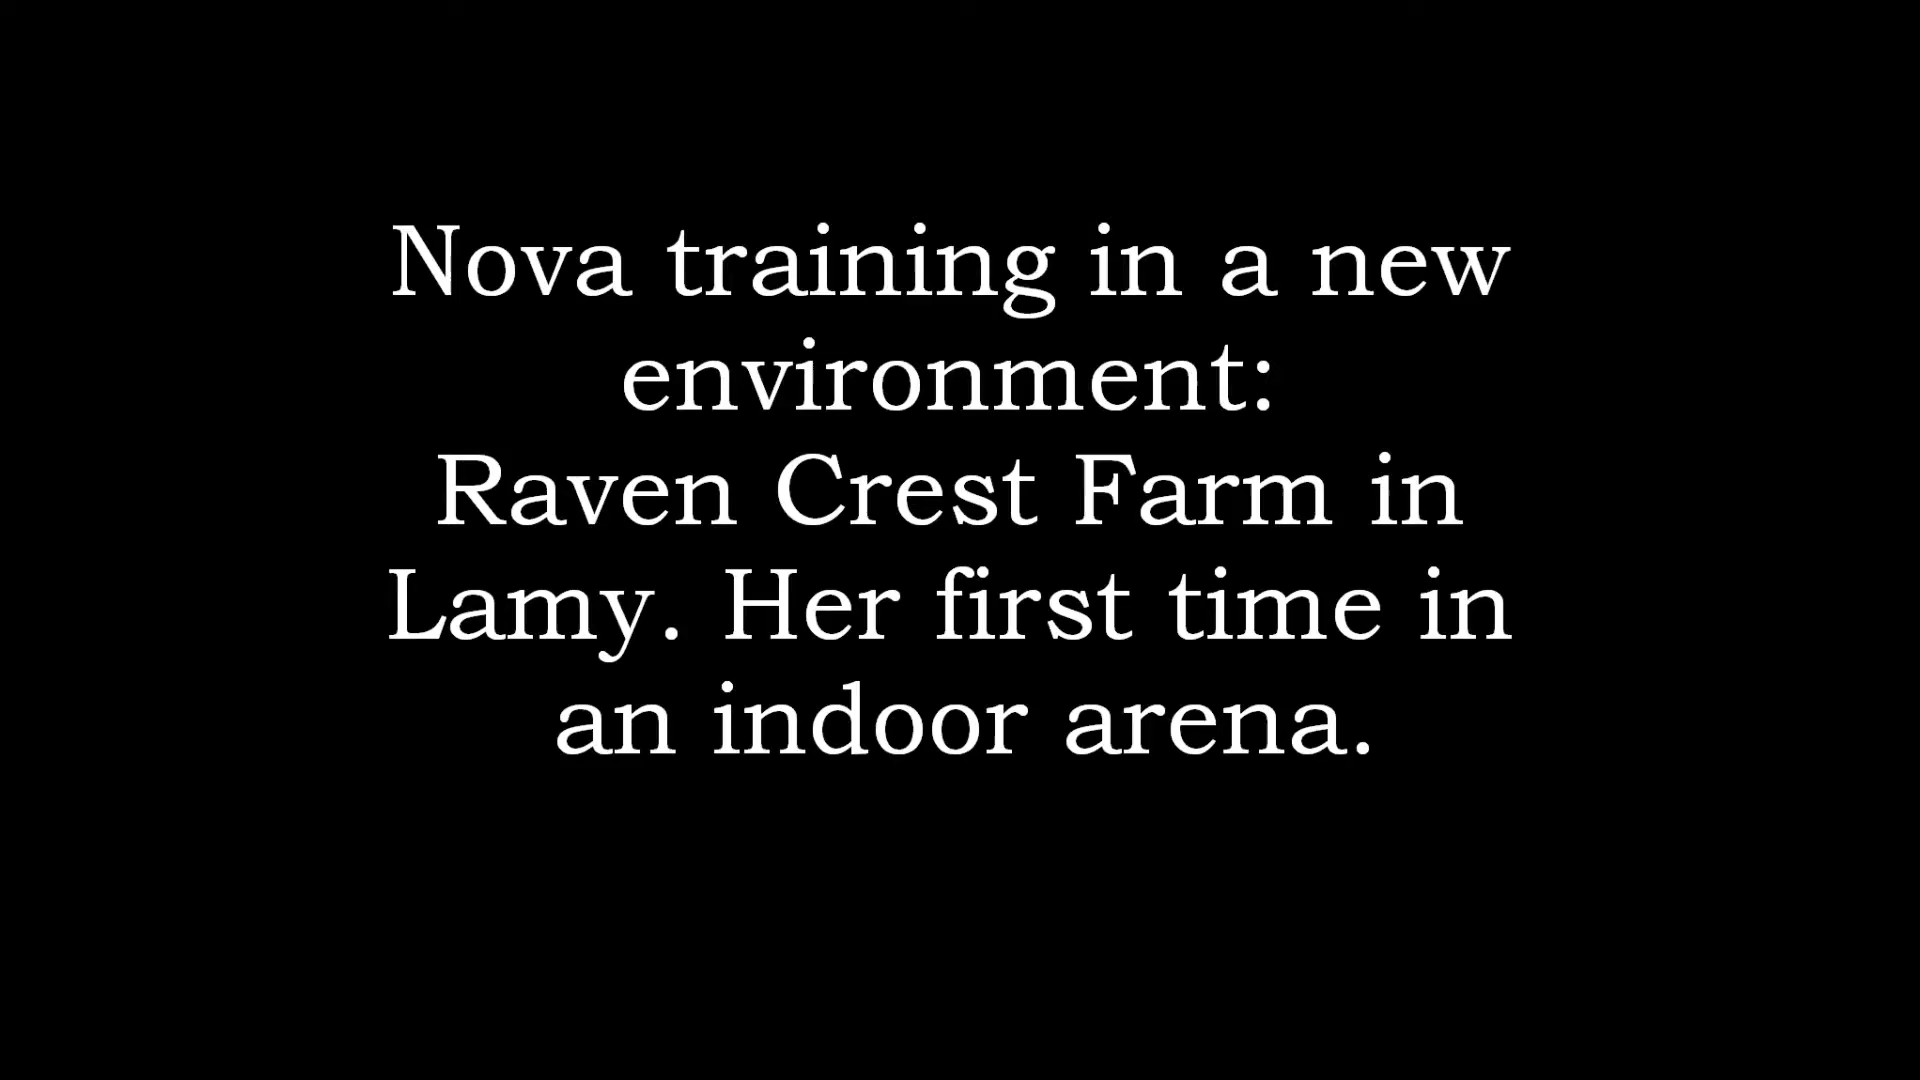 Nova training in a new
environment:
Raven Crest Farm in
Lamy. Her first time in
an indoor arena.